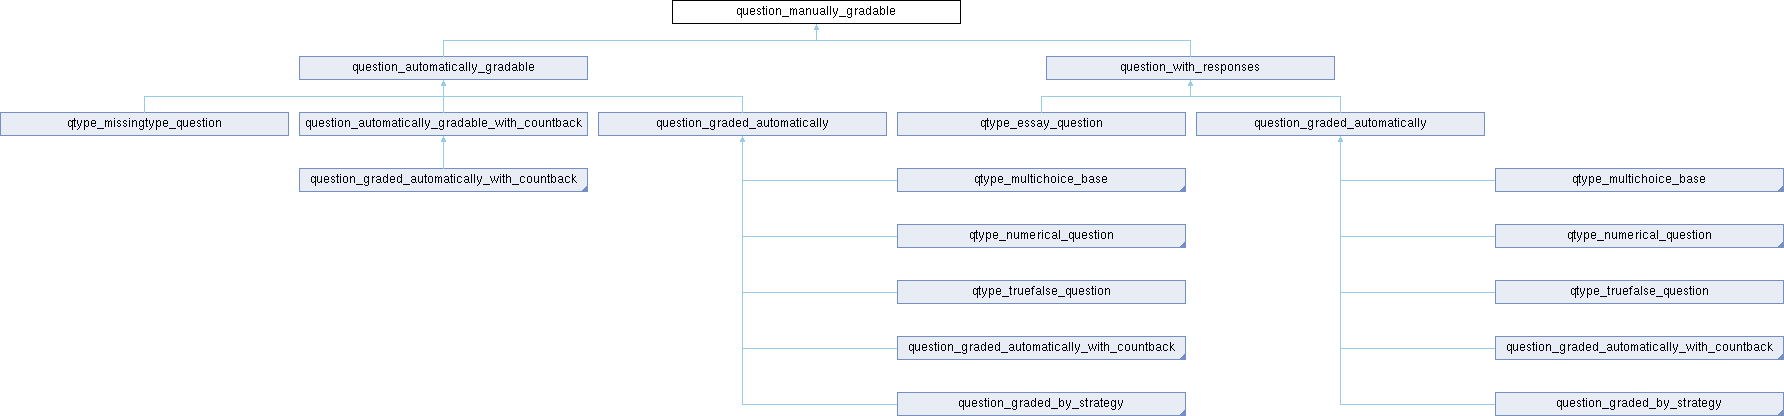 question_manually_gradable
question_automatically_gradable
question_with_responses
qtype_missingtype_question
question_automatically_gradable_with_countback
question_graded_automatically
qtype_essay_question
question_graded_automatically
question_graded_automatically_with_countback
qtype_multichoice_base
qtype_multichoice_base
qtype_numerical_question
qtype_numerical_question
qtype_truefalse_question
qtype_truefalse_question
question_graded_automatically_with_countback
question_graded_automatically_with_countback
question_graded_by_strategy
question_graded_by_strategy